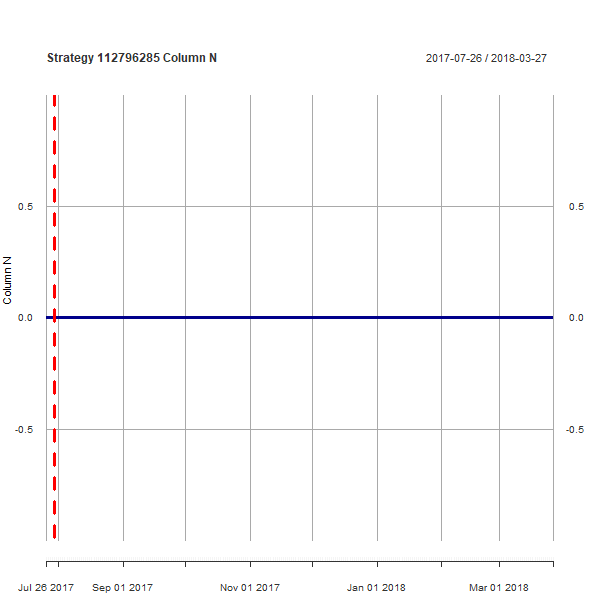 Strategy 112796285 Column N
2017-07-26 / 2018-03-27
0.5
0.5
Column N
0.0
0.0
-0.5
-0.5
Jul 26 2017
Sep 01 2017
Nov 01 2017
Jan 01 2018
Mar 01 2018